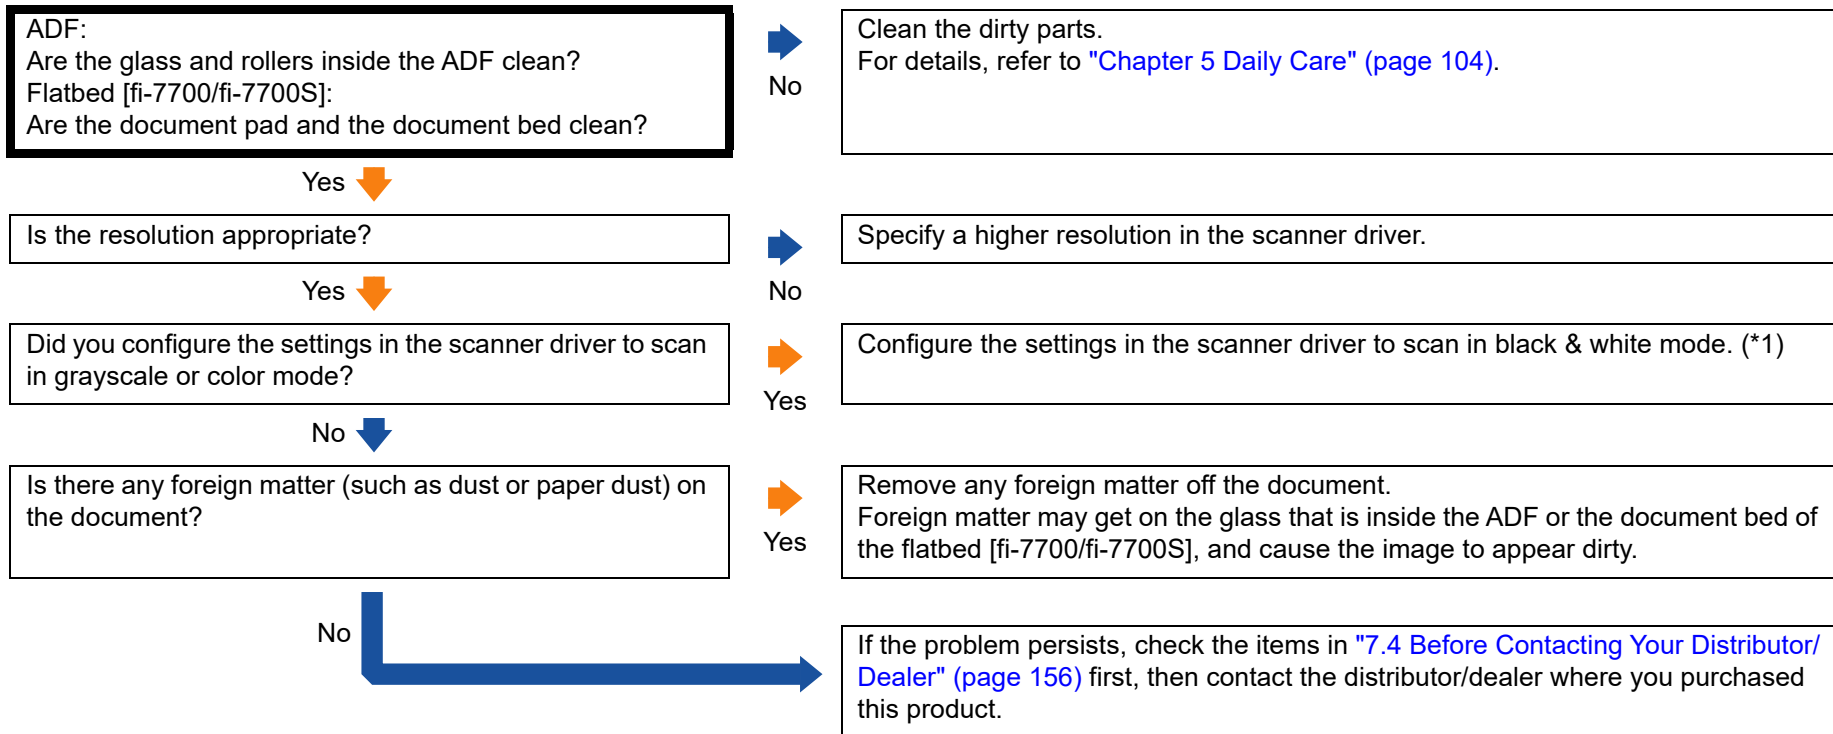 ADF:
Are the glass and rollers inside the ADF clean?
Flatbed [fi-7700/fi-7700S]:
Are the document pad and the document bed clean?
No
Clean the dirty parts.
For details, refer to "Chapter 5 Daily Care" (page 104).
Yes
Is the resolution appropriate?
No
Specify a higher resolution in the scanner driver.
Yes
Did you configure the settings in the scanner driver to scan
in grayscale or color mode?
Yes
Configure the settings in the scanner driver to scan in black & white mode. (*1)
No
Is there any foreign matter (such as dust or paper dust) on
the document?
Yes
Remove any foreign matter off the document.
Foreign matter may get on the glass that is inside the ADF or the document bed of
the flatbed [fi-7700/fi-7700S], and cause the image to appear dirty.
No
If the problem persists, check the items in "7.4 Before Contacting Your Distributor/
Dealer" (page 156) first, then contact the distributor/dealer where you purchased
this product.